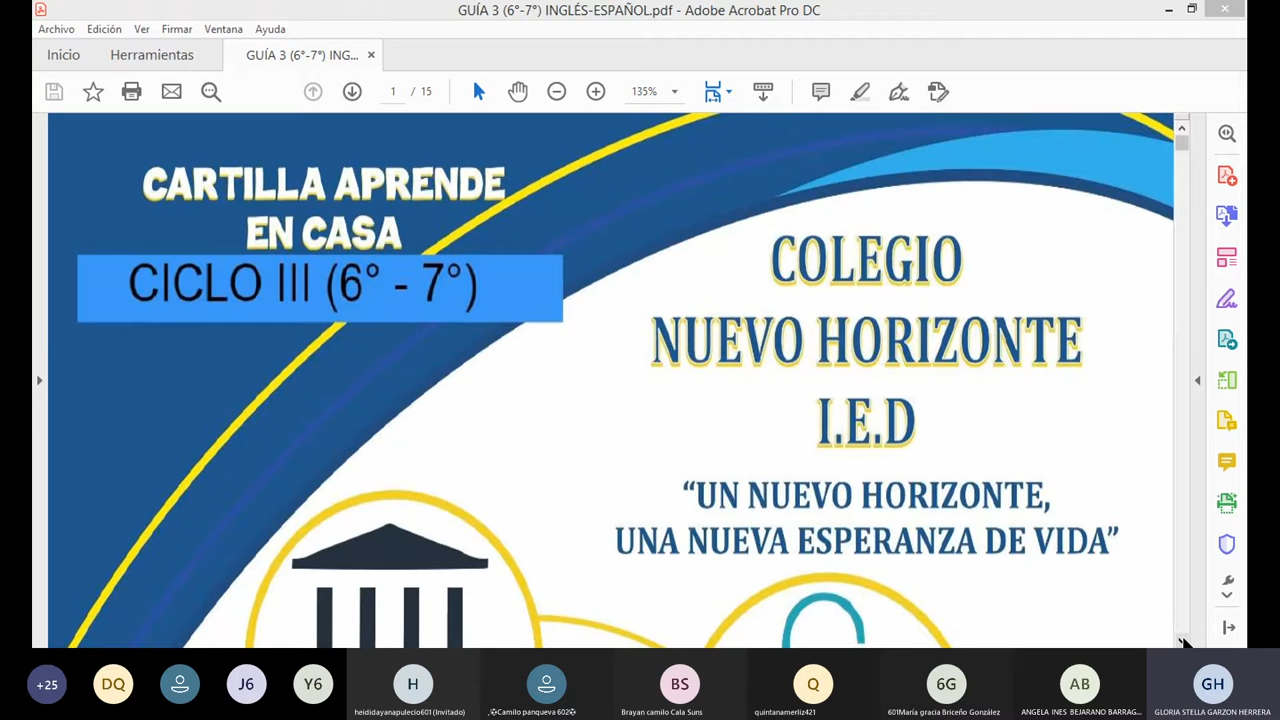 GUÍA 3 (6°-7°) INGLÉS-ESPAÑOL.pdf - Adobe Acrobat Pro DC
Archivo Edición Ver Firmar Ventana Ayuda
Inicio Herramientas GUÍA 3 (6°-7°) ING... ×
1 / 15 135%
CARTILLA APRENDE
EN CASA
CICLO III (6° - 7°)
COLEGIO
NUEVO HORIZONTE
I.E.D
“UN NUEVO HORIZONTE,
UNA NUEVA ESPERANZA DE VIDA”
+25 DQ J6 Y6 H BS Q 6G AB GH
heididayanapulecio601 (Invitado) Camilo panqueva 602 Brayan camilo Cala Suns quintanamerliz421 601María gracia Briceño González ANGELA INES BEJARANO BARRAG... GLORIA STELLA GARZON HERRERA